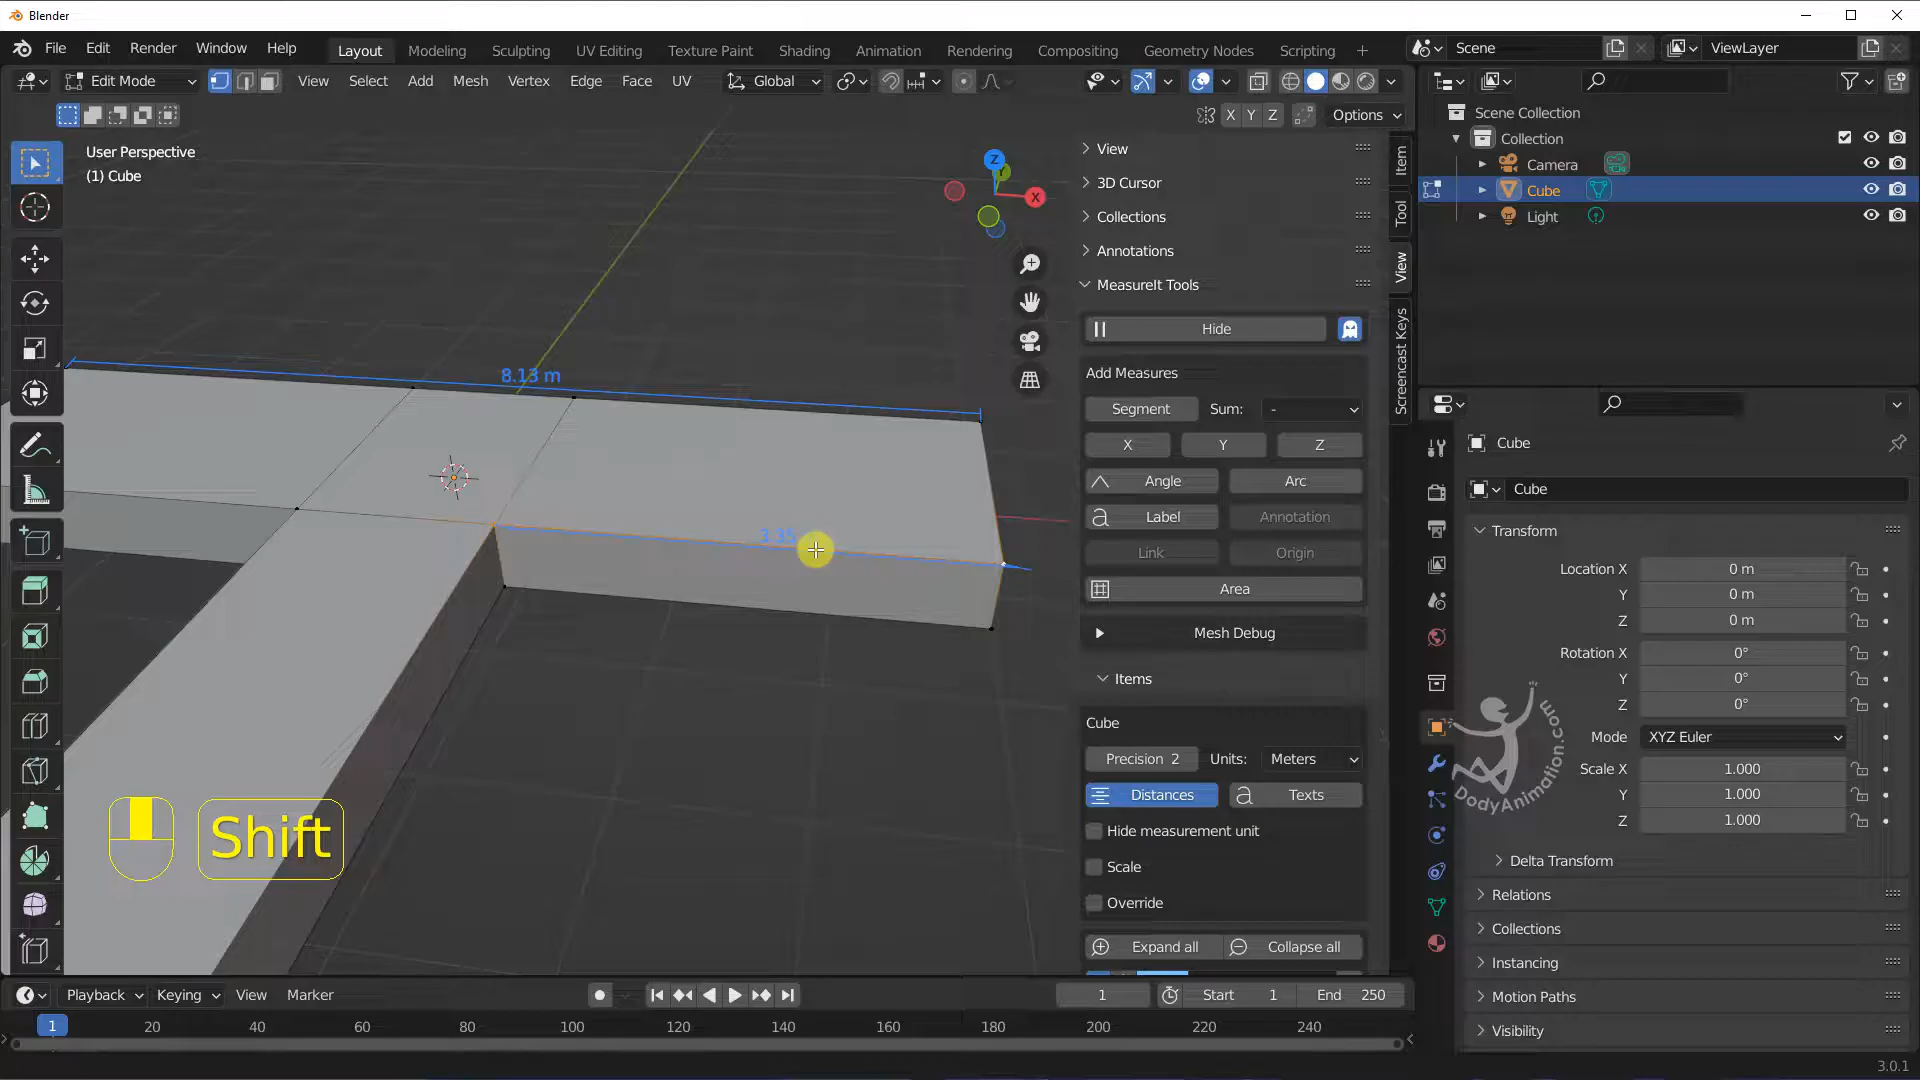 Blender
File Edit Render Window Help Layout Modeling Sculpting UV Editing Texture Paint Shading Animation Rendering Compositing Geometry Nodes Scripting + Scene ViewLayer
Edit Mode View Select Add Mesh Vertex Edge Face UV Global
X Y Z Options
User Perspective
(1) Cube
Z
X
8.13 m
3.35
View
3D Cursor
Collections
Annotations
MeasureIt Tools
Hide
Add Measures
Segment Sum: -
X Y Z
Angle Arc
Label Annotation
Link Origin
Area
Mesh Debug
Items
Cube
Precision 2 Units: Meters
Distances Texts
Hide measurement unit
Scale
Override
Expand all Collapse all
Item
Tool
View
Screencast Keys
Scene Collection
Collection
Camera
Cube
Light
Cube
Cube
Transform
Location X 0 m
Y 0 m
Z 0 m
Rotation X 0°
Y 0°
Z 0°
Mode XYZ Euler
Scale X 1.000
Y 1.000
Z 1.000
Delta Transform
Relations
Collections
Instancing
Motion Paths
Visibility
DodyAnimation.com
Shift
Playback Keying View Marker 1 Start 1 End 250
1 20 40 60 80 100 120 140 160 180 200 220 240
3.0.1